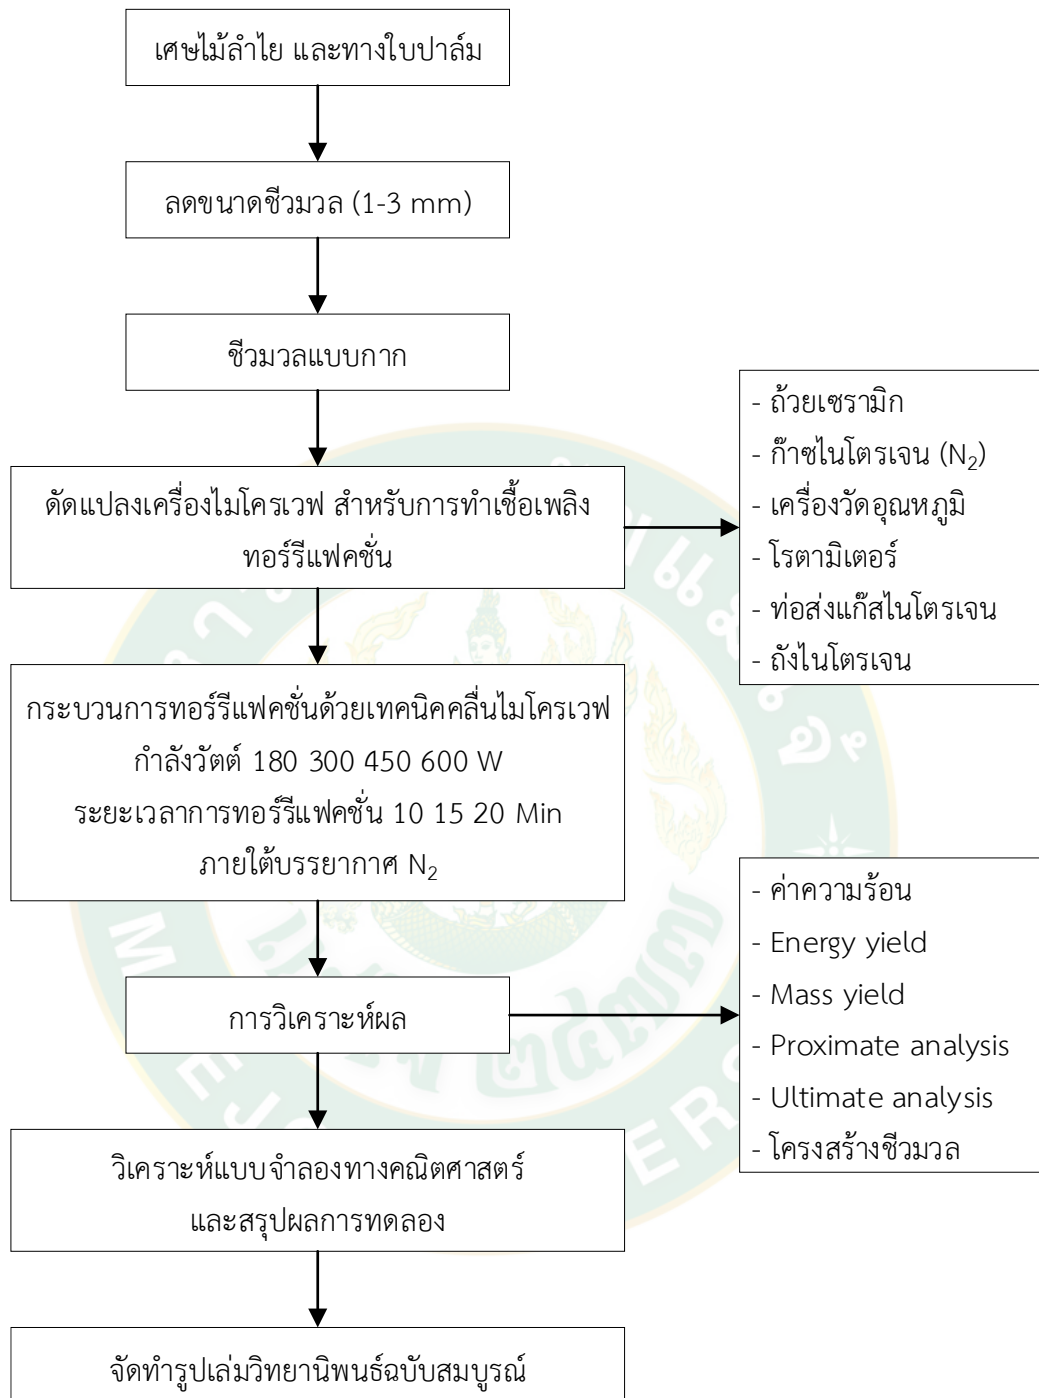 เศษไม้ลำไย และทางใบปาล์ม
ลดขนาดชีวมวล (1-3 mm)
ชีวมวลแบบกาก
ดัดแปลงเครื่องไมโครเวฟ สำหรับการทำเชื้อเพลิง
ทอร์รีแฟคชั่น
- ถ้วยเซรามิก
- ก๊าซไนโตรเจน (N₂)
- เครื่องวัดอุณหภูมิ
- โรตามิเตอร์
- ท่อส่งแก๊สไนโตรเจน
- ถังไนโตรเจน
กระบวนการทอร์รีแฟคชั่นด้วยเทคนิคคลื่นไมโครเวฟ
กำลังวัตต์ 180 300 450 600 W
ระยะเวลาการทอร์รีแฟคชั่น 10 15 20 Min
ภายใต้บรรยากาศ N₂
การวิเคราะห์ผล
- ค่าความร้อน
- Energy yield
- Mass yield
- Proximate analysis
- Ultimate analysis
- โครงสร้างชีวมวล
วิเคราะห์แบบจำลองทางคณิตศาสตร์
และสรุปผลการทดลอง
จัดทำรูปเล่มวิทยานิพนธ์ฉบับสมบูรณ์